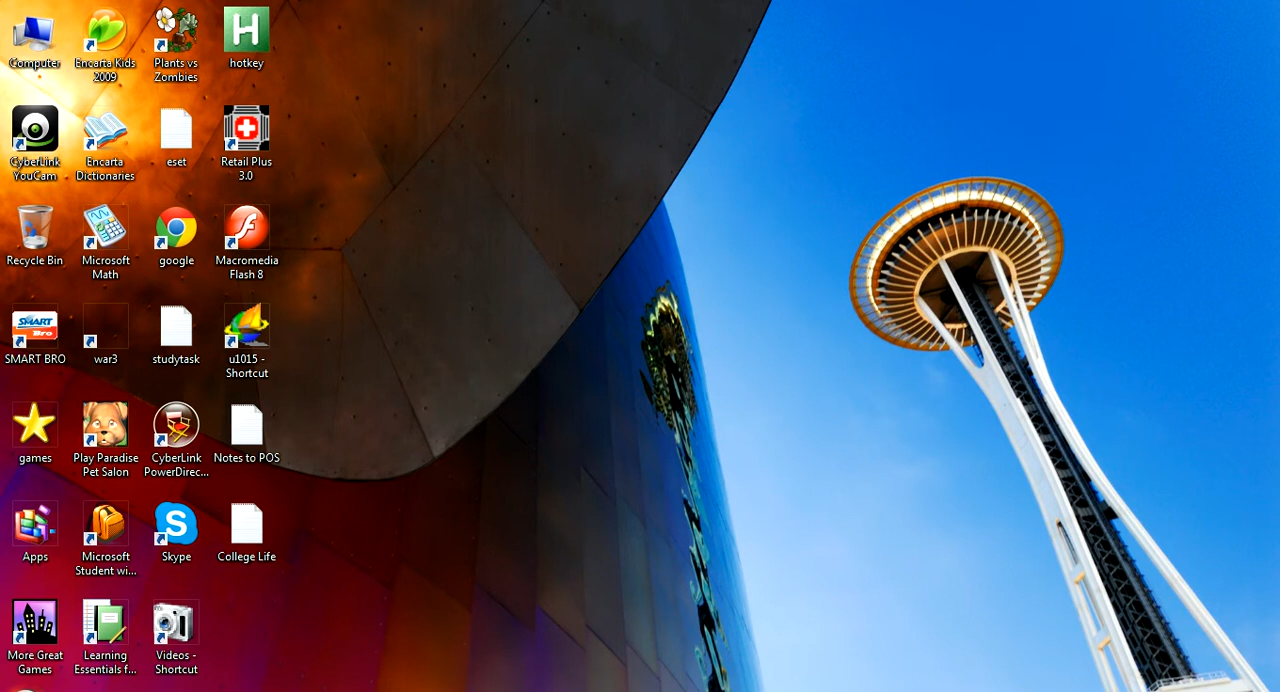 Computer
Encarta Kids
2009
Plants vs
Zombies
hotkey
CyberLink
YouCam
Encarta
Dictionaries
eset
Retail Plus
3.0
Recycle Bin
Microsoft
Math
google
Macromedia
Flash 8
SMART
Bro
SMART BRO
war3
studytask
u1015 -
Shortcut
games
Play Paradise
Pet Salon
CyberLink
PowerDirec...
Notes to POS
Apps
Microsoft
Student wi...
Skype
College Life
More Great
Games
Learning
Essentials f...
Videos -
Shortcut